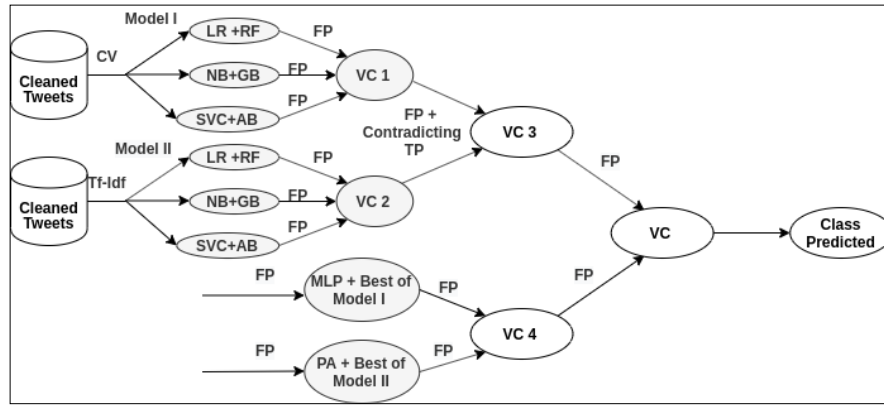 Model I
LR +RF
FP
CV
Cleaned
Tweets
NB+GB
FP
VC 1
SVC+AB
FP
FP +
Contradicting
TP
VC 3
Model II
LR +RF
FP
Tf-Idf
Cleaned
Tweets
NB+GB
FP
VC 2
SVC+AB
FP
FP
VC
Class
Predicted
FP
MLP + Best of
Model I
FP
FP
VC 4
FP
PA + Best of
Model II
FP